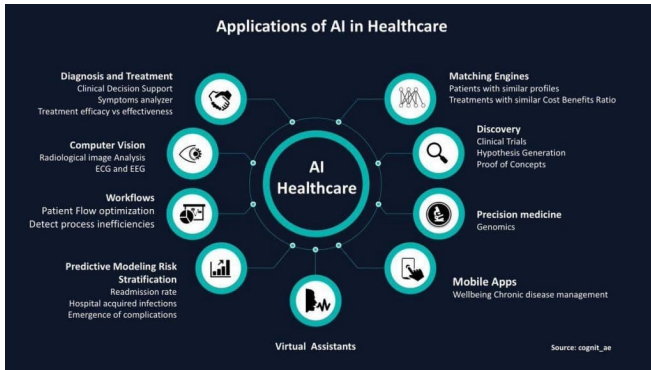 Applications of AI in Healthcare
Diagnosis and Treatment
Clinical Decision Support
Symptoms analyzer
Treatment efficacy vs effectiveness
Computer Vision
Radiological image Analysis
ECG and EEG
Workflows
Patient Flow optimization
Detect process inefficiencies
Predictive Modeling Risk
Stratification
Readmission rate
Hospital acquired infections
Emergence of complications
AI
Healthcare
Matching Engines
Patients with similar profiles
Treatments with similar Cost Benefits Ratio
Discovery
Clinical Trials
Hypothesis Generation
Proof of Concepts
Precision medicine
Genomics
Mobile Apps
Wellbeing Chronic disease management
Virtual Assistants
Source: cognit_ae